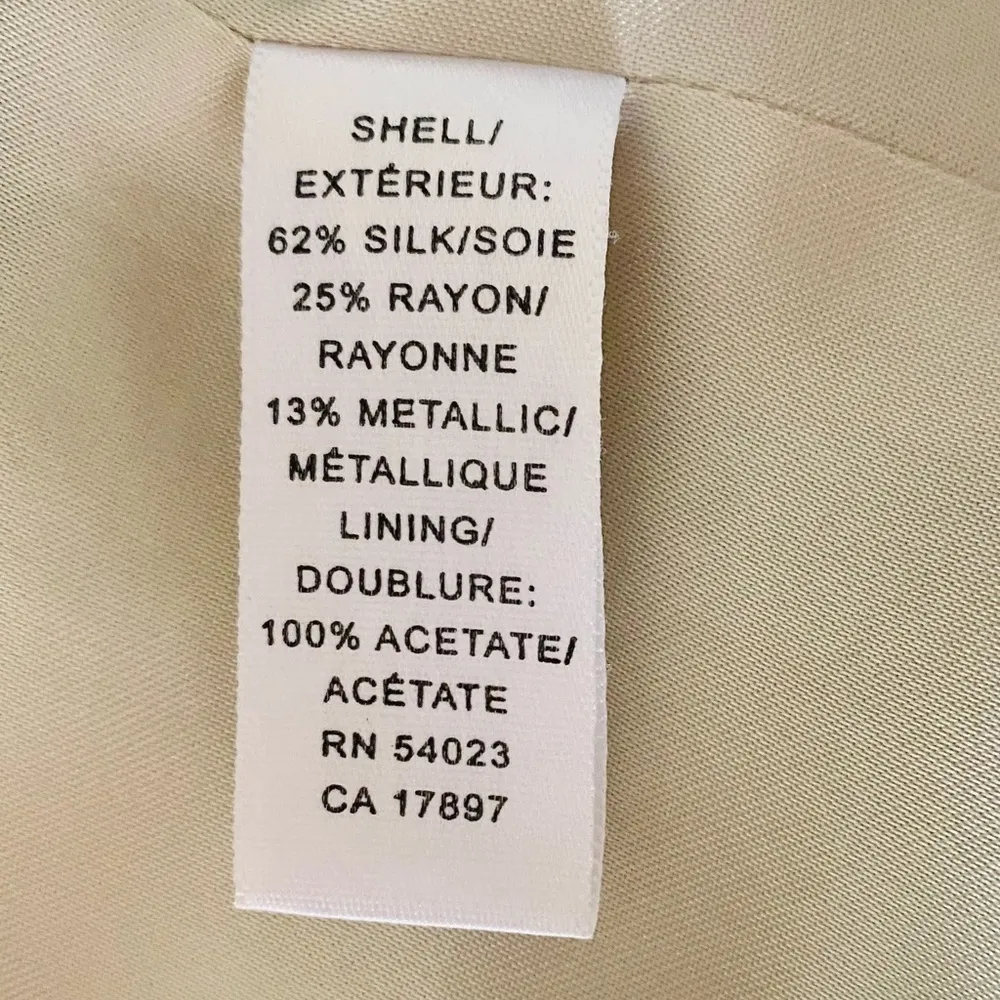 SHELL/
EXTÉRIEUR:
62% SILK/SOIE
25% RAYON/
RAYONNE
13% METALLIC/
MÉTALLIQUE
LINING/
DOUBLURE:
100% ACETATE/
ACÉTATE
RN 54023
CA 17897